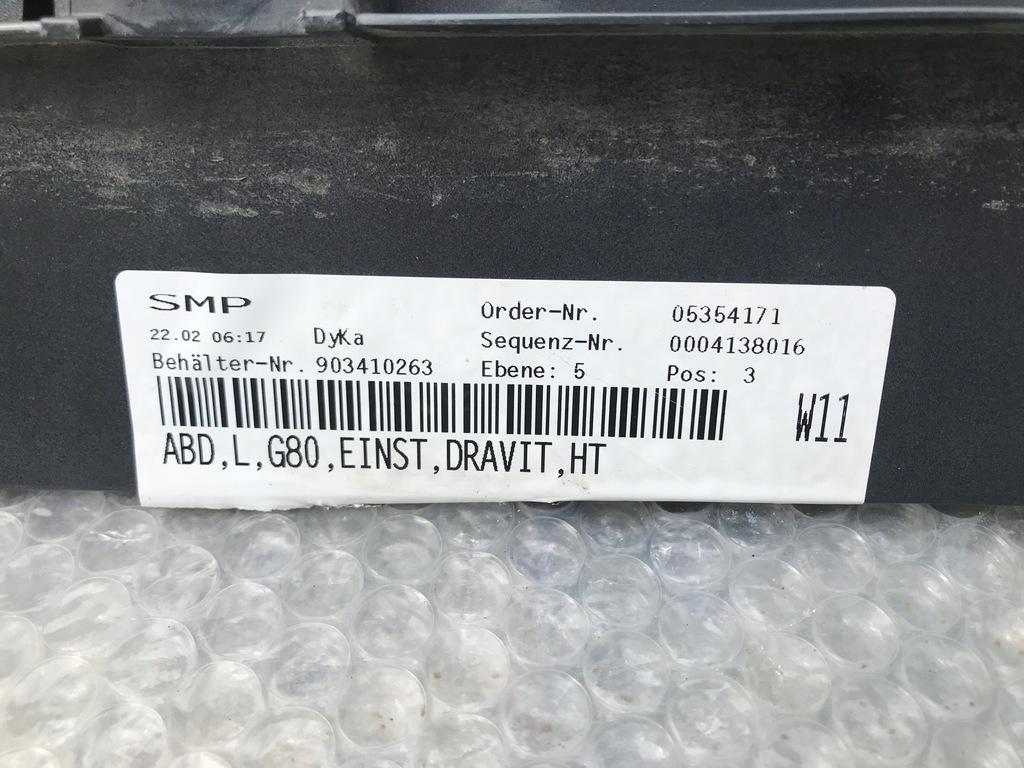 SMP
Order-Nr. 05354171
22.02 06:17 DyKa Sequenz-Nr. 0004138016
Behälter-Nr. 903410263 Ebene: 5 Pos: 3
W11
ABD,L,G80,EINST,DRAVIT,HT